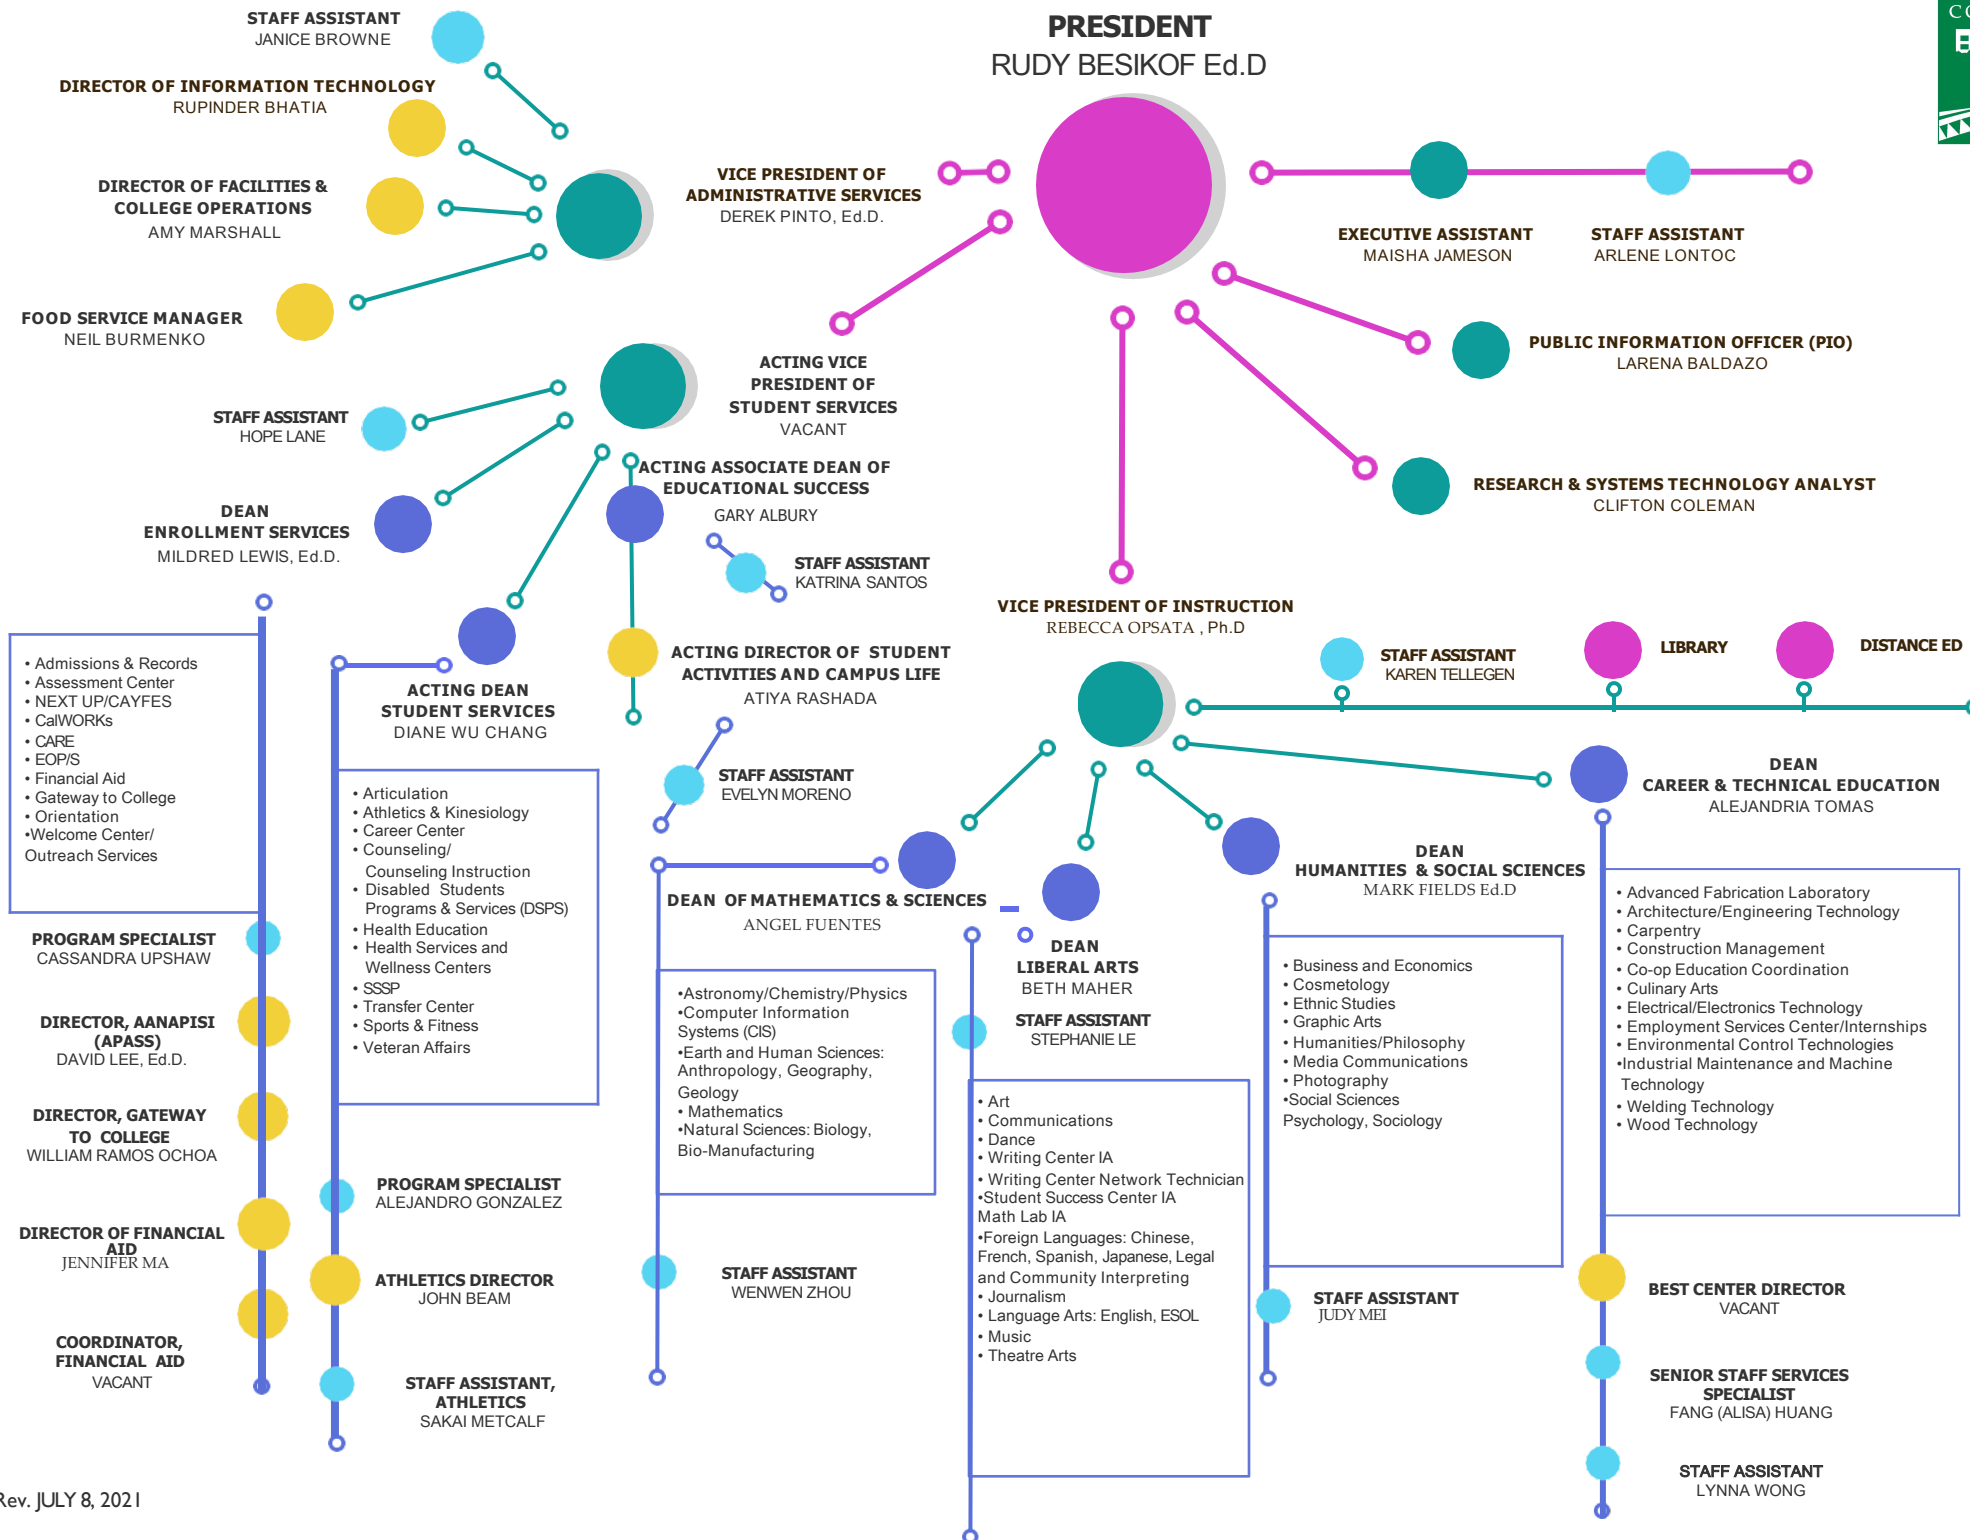 PRESIDENT
RUDY BESIKOF Ed.D
STAFF ASSISTANT
JANICE BROWNE
DIRECTOR OF INFORMATION TECHNOLOGY
RUPINDER BHATIA
DIRECTOR OF FACILITIES &
COLLEGE OPERATIONS
AMY MARSHALL
FOOD SERVICE MANAGER
NEIL BURMENKO
VICE PRESIDENT OF
ADMINISTRATIVE SERVICES
DEREK PINTO, Ed.D.
EXECUTIVE ASSISTANT
MAISHA JAMESON
STAFF ASSISTANT
ARLENE LONTOC
PUBLIC INFORMATION OFFICER (PIO)
LARENA BALDAZO
RESEARCH & SYSTEMS TECHNOLOGY ANALYST
CLIFTON COLEMAN
ACTING VICE
PRESIDENT OF
STUDENT SERVICES
VACANT
STAFF ASSISTANT
HOPE LANE
DEAN
ENROLLMENT SERVICES
MILDRED LEWIS, Ed.D.
ACTING ASSOCIATE DEAN OF
EDUCATIONAL SUCCESS
GARY ALBURY
STAFF ASSISTANT
KATRINA SANTOS
ACTING DIRECTOR OF STUDENT
ACTIVITIES AND CAMPUS LIFE
ATIYA RASHADA
STAFF ASSISTANT
EVELYN MORENO
ACTING DEAN
STUDENT SERVICES
DIANE WU CHANG
• Admissions & Records
• Assessment Center
• NEXT UP/CAYFES
• CalWORKs
• CARE
• EOP/S
• Financial Aid
• Gateway to College
• Orientation
•Welcome Center/
Outreach Services
PROGRAM SPECIALIST
CASSANDRA UPSHAW
DIRECTOR, AANAPISI
(APASS)
DAVID LEE, Ed.D.
DIRECTOR, GATEWAY
TO COLLEGE
WILLIAM RAMOS OCHOA
DIRECTOR OF FINANCIAL
AID
JENNIFER MA
COORDINATOR,
FINANCIAL AID
VACANT
• Articulation
• Athletics & Kinesiology
• Career Center
• Counseling/
Counseling Instruction
• Disabled Students
Programs & Services (DSPS)
• Health Education
• Health Services and
Wellness Centers
• SSSP
• Transfer Center
• Sports & Fitness
• Veteran Affairs
PROGRAM SPECIALIST
ALEJANDRO GONZALEZ
ATHLETICS DIRECTOR
JOHN BEAM
STAFF ASSISTANT,
ATHLETICS
SAKAI METCALF
VICE PRESIDENT OF INSTRUCTION
REBECCA OPSATA , Ph.D
STAFF ASSISTANT
KAREN TELLEGEN
LIBRARY
DISTANCE ED
DEAN OF MATHEMATICS & SCIENCES
ANGEL FUENTES
•Astronomy/Chemistry/Physics
•Computer Information
Systems (CIS)
•Earth and Human Sciences:
Anthropology, Geography,
Geology
• Mathematics
•Natural Sciences: Biology,
Bio-Manufacturing
STAFF ASSISTANT
WENWEN ZHOU
DEAN
LIBERAL ARTS
BETH MAHER
STAFF ASSISTANT
STEPHANIE LE
• Art
• Communications
• Dance
• Writing Center IA
• Writing Center Network Technician
•Student Success Center IA
Math Lab IA
•Foreign Languages: Chinese,
French, Spanish, Japanese, Legal
and Community Interpreting
• Journalism
• Language Arts: English, ESOL
• Music
• Theatre Arts
DEAN
HUMANITIES & SOCIAL SCIENCES
MARK FIELDS Ed.D
• Business and Economics
• Cosmetology
• Ethnic Studies
• Graphic Arts
• Humanities/Philosophy
• Media Communications
• Photography
•Social Sciences
Psychology, Sociology
STAFF ASSISTANT
JUDY MEI
DEAN
CAREER & TECHNICAL EDUCATION
ALEJANDRIA TOMAS
• Advanced Fabrication Laboratory
• Architecture/Engineering Technology
• Carpentry
• Construction Management
• Co-op Education Coordination
• Culinary Arts
• Electrical/Electronics Technology
• Employment Services Center/Internships
• Environmental Control Technologies
•Industrial Maintenance and Machine
Technology
• Welding Technology
• Wood Technology
BEST CENTER DIRECTOR
VACANT
SENIOR STAFF SERVICES
SPECIALIST
FANG (ALISA) HUANG
STAFF ASSISTANT
LYNNA WONG
Rev. JULY 8, 2021